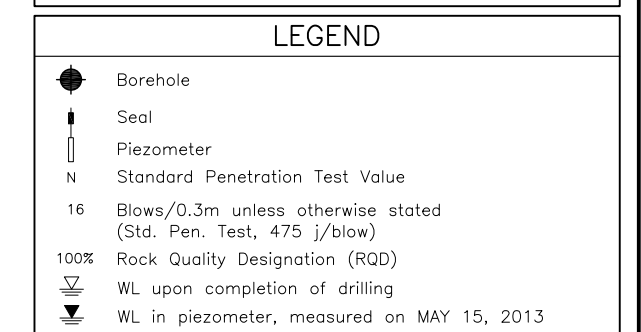 LEGEND
Borehole
Seal
Piezometer
N Standard Penetration Test Value
16 Blows/0.3m unless otherwise stated
(Std. Pen. Test, 475 j/blow)
100% Rock Quality Designation (RQD)
WL upon completion of drilling
WL in piezometer, measured on MAY 15, 2013